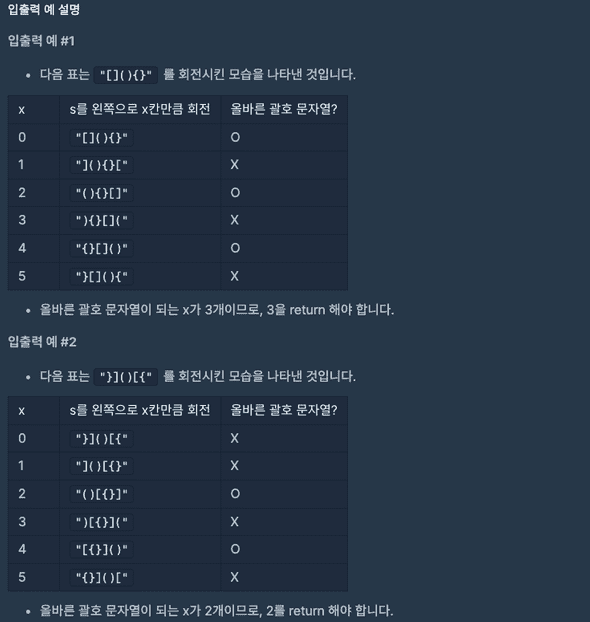 입출력 예 설명
입출력 예 #1
• 다음 표는 "[](){}" 를 회전시킨 모습을 나타낸 것입니다.
x s를 왼쪽으로 x칸만큼 회전 올바른 괄호 문자열?
0 "[](){}" O
1 "](){}[" X
2 "(){}[]" O
3 "){}[](" X
4 "{}[]()" O
5 "}[](){" X
• 올바른 괄호 문자열이 되는 x가 3개이므로, 3을 return 해야 합니다.
입출력 예 #2
• 다음 표는 "}]()[{" 를 회전시킨 모습을 나타낸 것입니다.
x s를 왼쪽으로 x칸만큼 회전 올바른 괄호 문자열?
0 "}]()[{" X
1 "]()[{}" X
2 "()[{}]" O
3 ")[{}](" X
4 "[{}]()" O
5 "{}]()[" X
• 올바른 괄호 문자열이 되는 x가 2개이므로, 2를 return 해야 합니다.